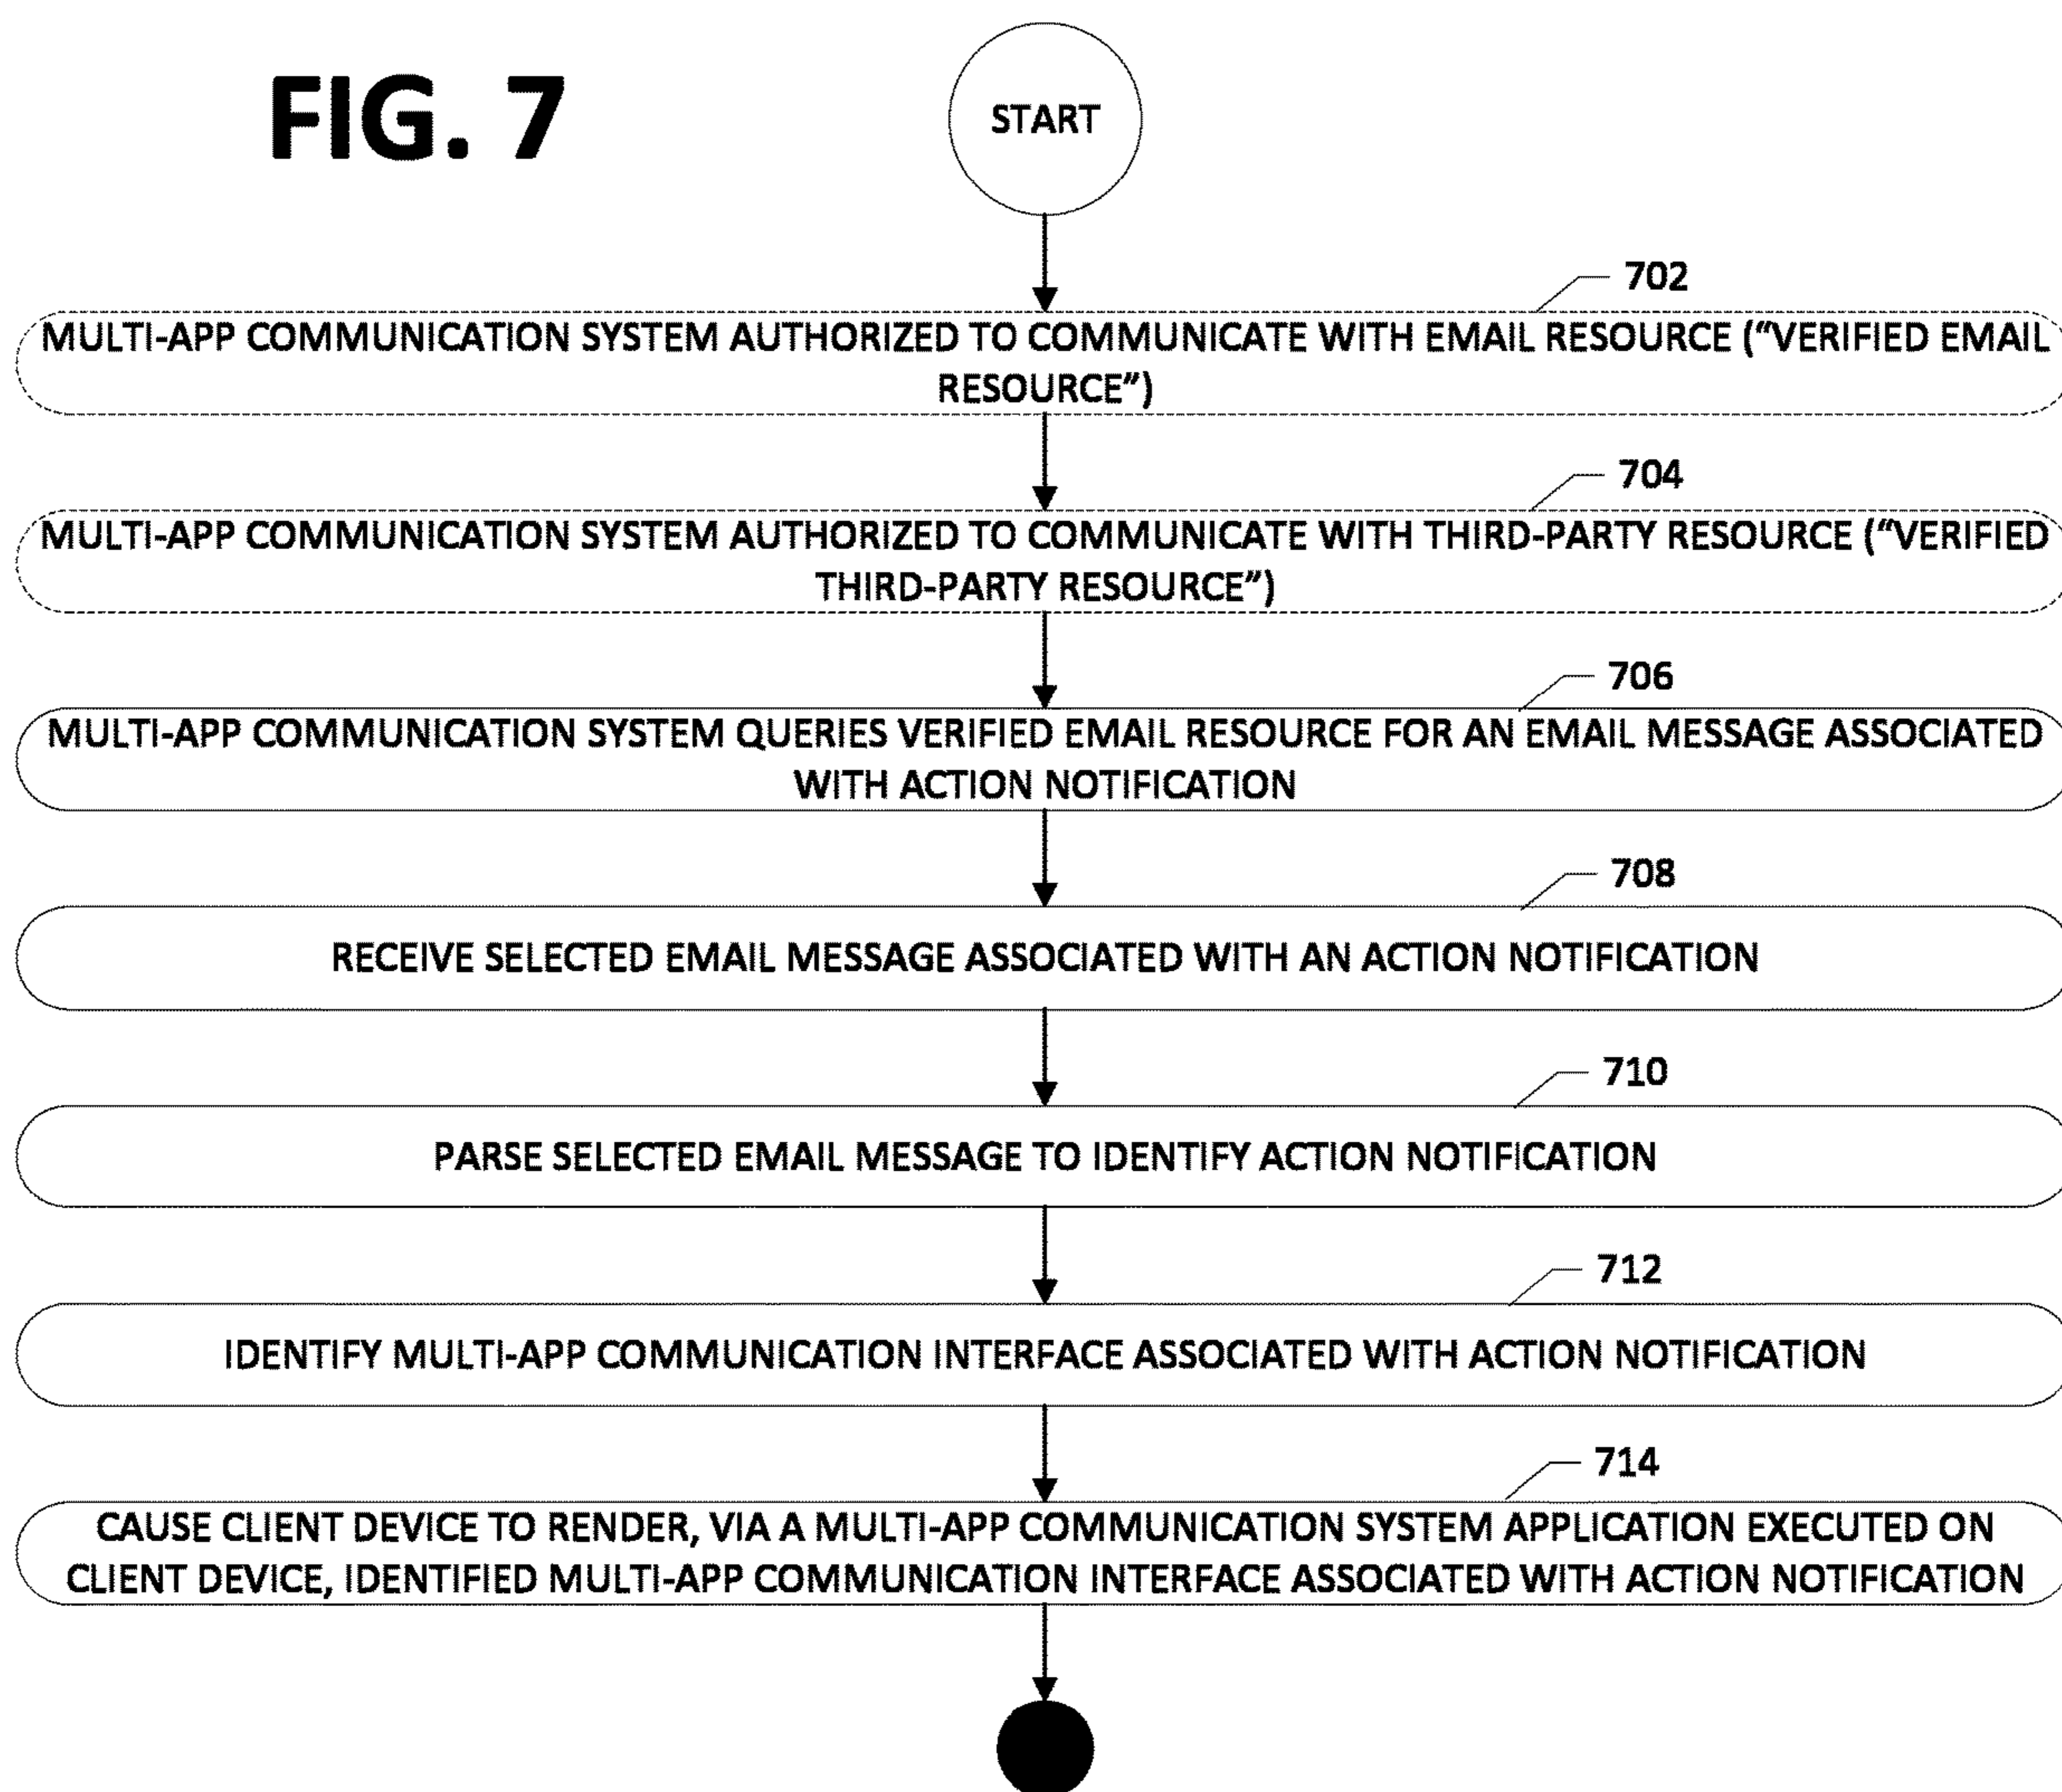 FIG. 7
START
702
MULTI-APP COMMUNICATION SYSTEM AUTHORIZED TO COMMUNICATE WITH EMAIL RESOURCE (“VERIFIED EMAIL
RESOURCE”)
704
MULTI-APP COMMUNICATION SYSTEM AUTHORIZED TO COMMUNICATE WITH THIRD-PARTY RESOURCE (“VERIFIED
THIRD-PARTY RESOURCE”)
706
MULTI-APP COMMUNICATION SYSTEM QUERIES VERIFIED EMAIL RESOURCE FOR AN EMAIL MESSAGE ASSOCIATED
WITH ACTION NOTIFICATION
708
RECEIVE SELECTED EMAIL MESSAGE ASSOCIATED WITH AN ACTION NOTIFICATION
710
PARSE SELECTED EMAIL MESSAGE TO IDENTIFY ACTION NOTIFICATION
712
IDENTIFY MULTI-APP COMMUNICATION INTERFACE ASSOCIATED WITH ACTION NOTIFICATION
714
CAUSE CLIENT DEVICE TO RENDER, VIA A MULTI-APP COMMUNICATION SYSTEM APPLICATION EXECUTED ON
CLIENT DEVICE, IDENTIFIED MULTI-APP COMMUNICATION INTERFACE ASSOCIATED WITH ACTION NOTIFICATION